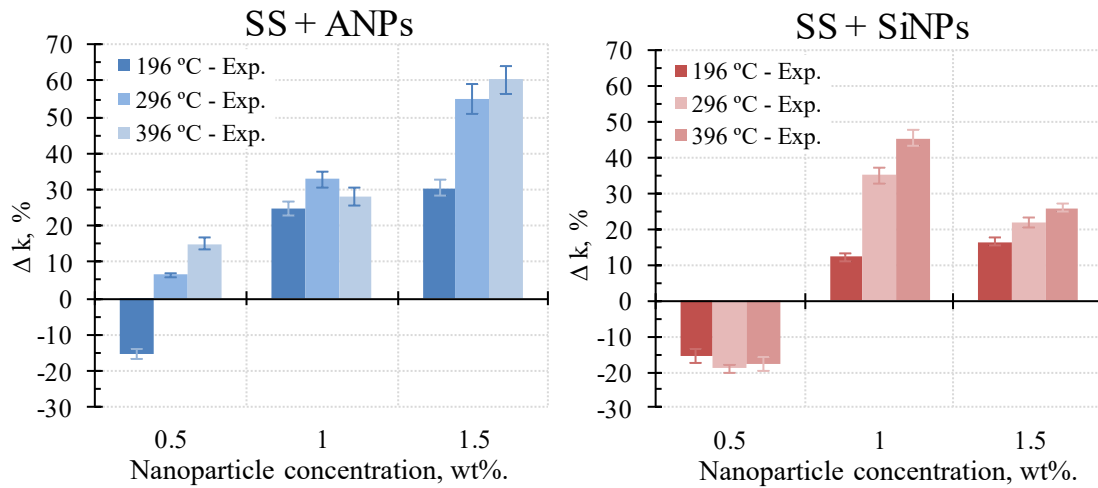 SS + ANPs
70
60
50
40
30
20
10
0
-10
-20
-30
Δ k, %
196 ºC - Exp.
296 ºC - Exp.
396 ºC - Exp.
0.5 1 1.5
Nanoparticle concentration, wt%.
SS + SiNPs
70
60
50
40
30
20
10
0
-10
-20
-30
Δ k, %
196 ºC - Exp.
296 ºC - Exp.
396 ºC - Exp.
0.5 1 1.5
Nanoparticle concentration, wt%.